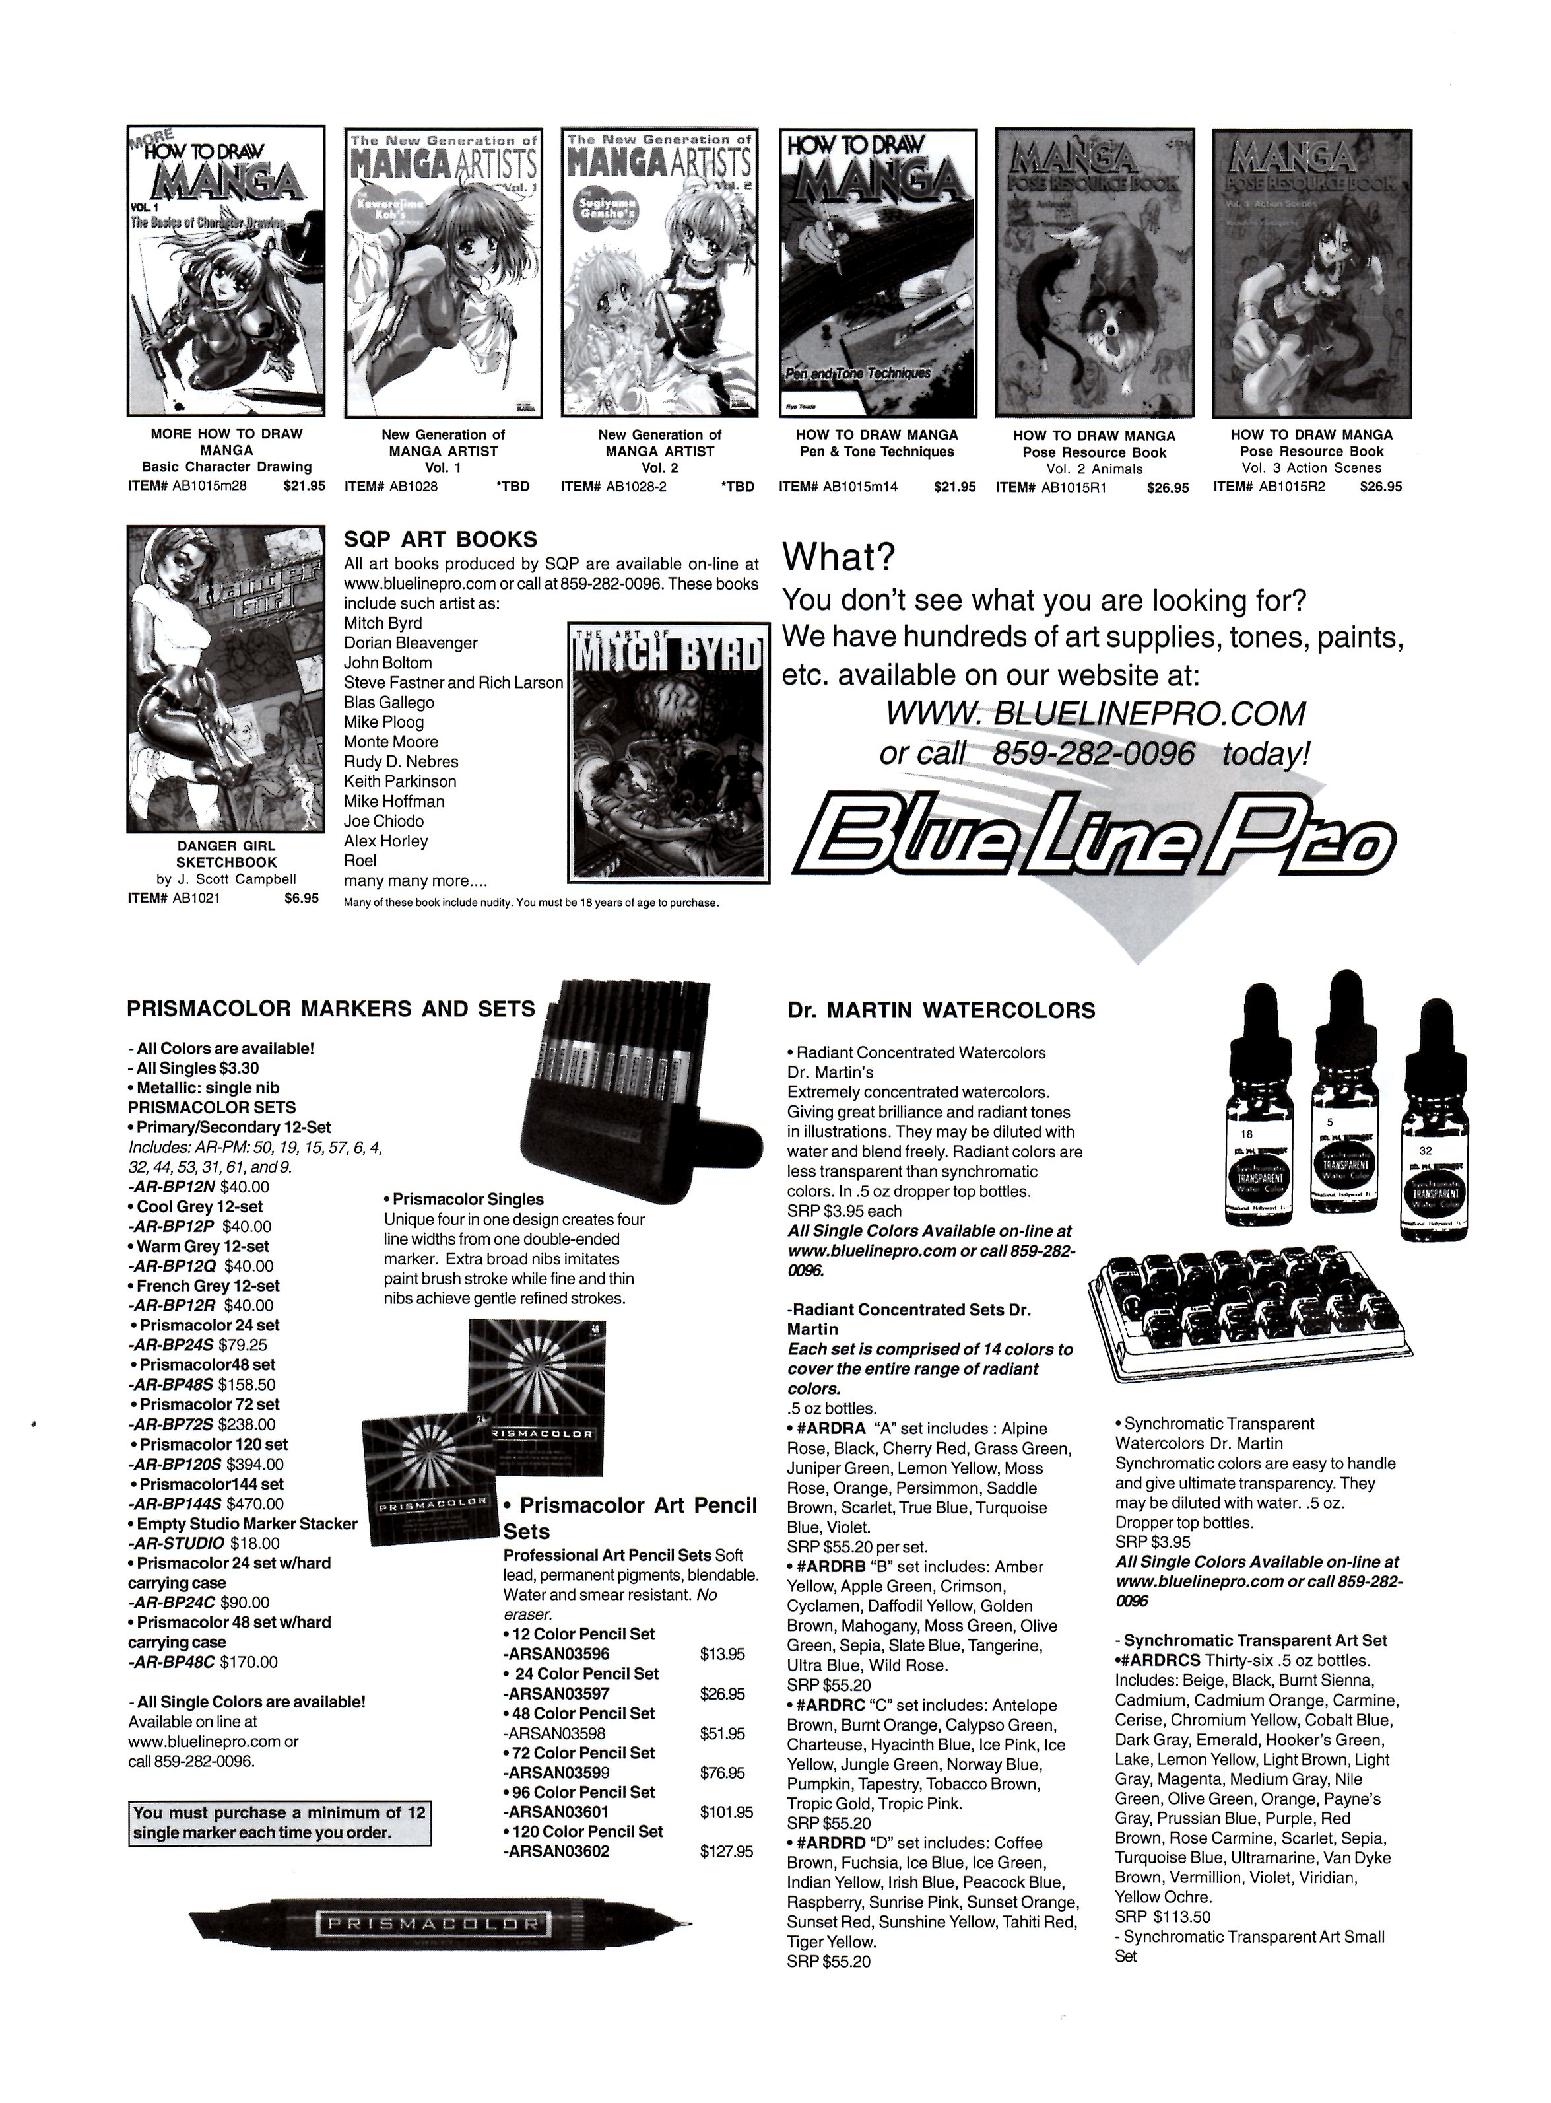 MORE
HOW TO DRAW
MANGA
VOL 1
The Basics of Character Drawing
The New Generation of
MANGA ARTISTS
Vol. 1
Kawarajima
Koh's
The New Generation of
MANGA ARTISTS
Vol. 2
Sugiyama
Gensho's
HOW TO DRAW
MANGA
Pen and Tone Techniques
MANGA
POSE RESOURCE BOOK
MANGA
POSE RESOURCE BOOK
Vol. 3 Action Scenes
MORE HOW TO DRAW
MANGA
Basic Character Drawing
ITEM# AB1015m28 $21.95
New Generation of
MANGA ARTIST
Vol. 1
ITEM# AB1028 *TBD
New Generation of
MANGA ARTIST
Vol. 2
ITEM# AB1028-2 *TBD
HOW TO DRAW MANGA
Pen & Tone Techniques
ITEM# AB1015m14 $21.95
HOW TO DRAW MANGA
Pose Resource Book
Vol. 2 Animals
ITEM# AB1015R1 $26.95
HOW TO DRAW MANGA
Pose Resource Book
Vol. 3 Action Scenes
ITEM# AB1015R2 $26.95
DANGER GIRL
SKETCHBOOK
by J. Scott Campbell
ITEM# AB1021 $6.95
SQP ART BOOKS
All art books produced by SQP are available on-line at
www.bluelinepro.com or call at 859-282-0096. These books
include such artist as:
Mitch Byrd
Dorian Bleavenger
John Boltom
Steve Fastner and Rich Larson
Blas Gallego
Mike Ploog
Monte Moore
Rudy D. Nebres
Keith Parkinson
Mike Hoffman
Joe Chiodo
Alex Horley
Roel
many many more....
Many of these book include nudity. You must be 18 years of age to purchase.
THE ART OF
MITCH BYRD
What?
You don't see what you are looking for?
We have hundreds of art supplies, tones, paints,
etc. available on our website at:
WWW. BLUELINEPRO.COM
or call 859-282-0096 today!
Blue Line Pro
PRISMACOLOR MARKERS AND SETS
- All Colors are available!
- All Singles $3.30
• Metallic: single nib
PRISMACOLOR SETS
• Primary/Secondary 12-Set
Includes: AR-PM: 50, 19, 15, 57, 6, 4,
32, 44, 53, 31, 61, and 9.
-AR-BP12N $40.00
• Cool Grey 12-set
-AR-BP12P $40.00
• Warm Grey 12-set
-AR-BP12Q $40.00
• French Grey 12-set
-AR-BP12R $40.00
• Prismacolor 24 set
-AR-BP24S $79.25
• Prismacolor48 set
-AR-BP48S $158.50
• Prismacolor 72 set
-AR-BP72S $238.00
• Prismacolor 120 set
-AR-BP120S $394.00
• Prismacolor144 set
-AR-BP144S $470.00
• Empty Studio Marker Stacker
-AR-STUDIO $18.00
• Prismacolor 24 set w/hard
carrying case
-AR-BP24C $90.00
• Prismacolor 48 set w/hard
carrying case
-AR-BP48C $170.00
- All Single Colors are available!
Available on line at
www.bluelinepro.com or
call 859-282-0096.
You must purchase a minimum of 12
single marker each time you order.
• Prismacolor Singles
Unique four in one design creates four
line widths from one double-ended
marker. Extra broad nibs imitates
paint brush stroke while fine and thin
nibs achieve gentle refined strokes.
PRISMACOLOR
PRISMACOLOR
• Prismacolor Art Pencil
Sets
Professional Art Pencil Sets Soft
lead, permanent pigments, blendable.
Water and smear resistant. No
eraser.
• 12 Color Pencil Set
-ARSAN03596 $13.95
• 24 Color Pencil Set
-ARSAN03597 $26.95
• 48 Color Pencil Set
-ARSAN03598 $51.95
• 72 Color Pencil Set
-ARSAN03599 $76.95
• 96 Color Pencil Set
-ARSAN03601 $101.95
• 120 Color Pencil Set
-ARSAN03602 $127.95
PRISMACOLOR
Dr. MARTIN WATERCOLORS
• Radiant Concentrated Watercolors
Dr. Martin's
Extremely concentrated watercolors.
Giving great brilliance and radiant tones
in illustrations. They may be diluted with
water and blend freely. Radiant colors are
less transparent than synchromatic
colors. In .5 oz dropper top bottles.
SRP $3.95 each
All Single Colors Available on-line at
www.bluelinepro.com or call 859-282-
0096.
-Radiant Concentrated Sets Dr.
Martin
Each set is comprised of 14 colors to
cover the entire range of radiant
colors.
.5 oz bottles.
• #ARDRA "A" set includes : Alpine
Rose, Black, Cherry Red, Grass Green,
Juniper Green, Lemon Yellow, Moss
Rose, Orange, Persimmon, Saddle
Brown, Scarlet, True Blue, Turquoise
Blue, Violet.
SRP $55.20 per set.
• #ARDRB "B" set includes: Amber
Yellow, Apple Green, Crimson,
Cyclamen, Daffodil Yellow, Golden
Brown, Mahogany, Moss Green, Olive
Green, Sepia, Slate Blue, Tangerine,
Ultra Blue, Wild Rose.
SRP $55.20
• #ARDRC "C" set includes: Antelope
Brown, Burnt Orange, Calypso Green,
Charteuse, Hyacinth Blue, Ice Pink, Ice
Yellow, Jungle Green, Norway Blue,
Pumpkin, Tapestry, Tobacco Brown,
Tropic Gold, Tropic Pink.
SRP $55.20
• #ARDRD "D" set includes: Coffee
Brown, Fuchsia, Ice Blue, Ice Green,
Indian Yellow, Irish Blue, Peacock Blue,
Raspberry, Sunrise Pink, Sunset Orange,
Sunset Red, Sunshine Yellow, Tahiti Red,
Tiger Yellow.
SRP $55.20
18
TRANSPARENT
Water Color
5
Synchromatic
TRANSPARENT
Water Color
32
TRANSPARENT
Water Color
• Synchromatic Transparent
Watercolors Dr. Martin
Synchromatic colors are easy to handle
and give ultimate transparency. They
may be diluted with water. .5 oz.
Dropper top bottles.
SRP $3.95
All Single Colors Available on-line at
www.bluelinepro.com or call 859-282-
0096
- Synchromatic Transparent Art Set
•#ARDRCS Thirty-six .5 oz bottles.
Includes: Beige, Black, Burnt Sienna,
Cadmium, Cadmium Orange, Carmine,
Cerise, Chromium Yellow, Cobalt Blue,
Dark Gray, Emerald, Hooker's Green,
Lake, Lemon Yellow, Light Brown, Light
Gray, Magenta, Medium Gray, Nile
Green, Olive Green, Orange, Payne's
Gray, Prussian Blue, Purple, Red
Brown, Rose Carmine, Scarlet, Sepia,
Turquoise Blue, Ultramarine, Van Dyke
Brown, Vermillion, Violet, Viridian,
Yellow Ochre.
SRP $113.50
- Synchromatic Transparent Art Small
Set